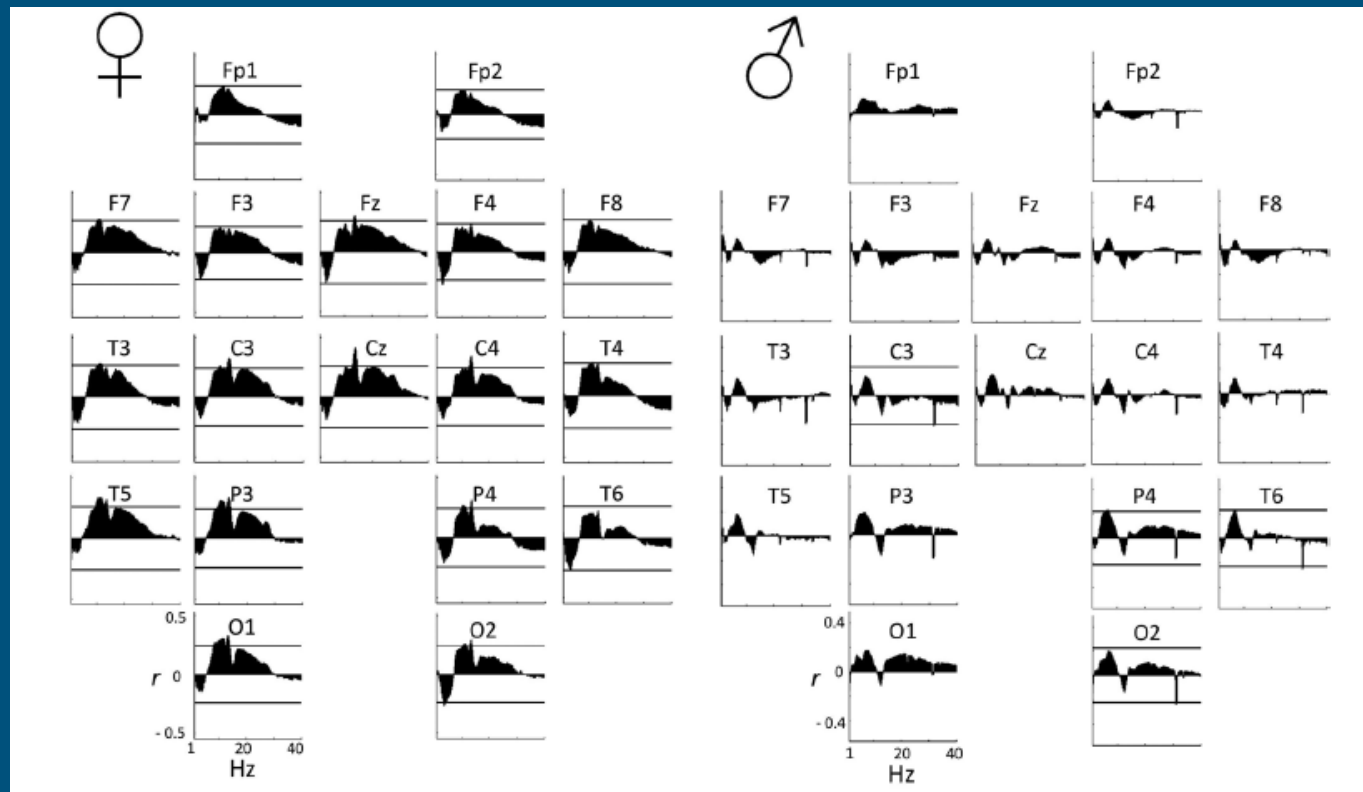 Fp1 Fp2
F7 F3 Fz F4 F8
T3 C3 Cz C4 T4
T5 P3 P4 T6
0.5
O1 O2
r 0
- 0.5
1 20 40
Hz
Fp1 Fp2
F7 F3 Fz F4 F8
T3 C3 Cz C4 T4
T5 P3 P4 T6
0.4
O1 O2
r 0
- 0.4
1 20 40
Hz